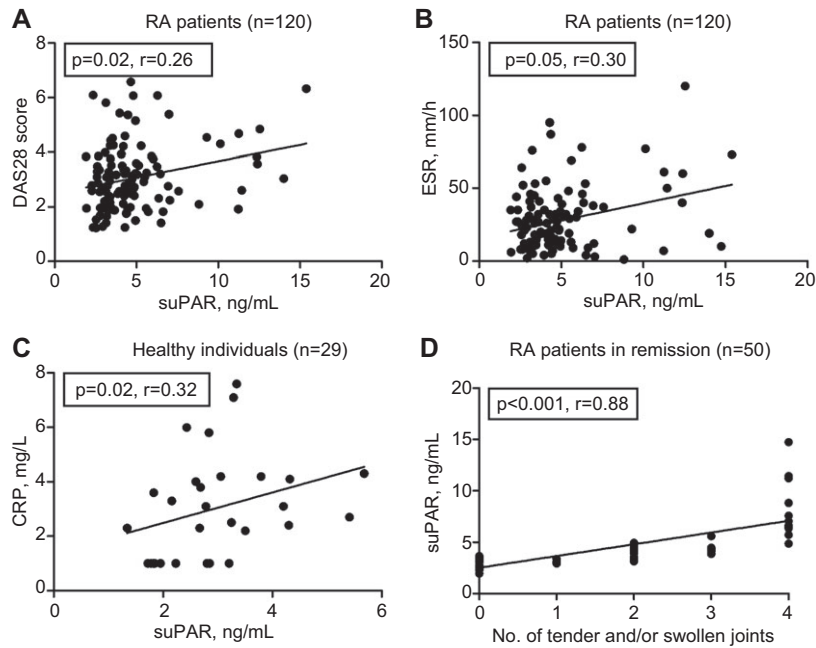 A
RA patients (n=120)
p=0.02, r=0.26
8
6
4
2
0
DAS28 score
0 5 10 15 20
suPAR, ng/mL
B
RA patients (n=120)
p=0.05, r=0.30
150
100
50
0
ESR, mm/h
0 5 10 15 20
suPAR, ng/mL
C
Healthy individuals (n=29)
p=0.02, r=0.32
8
6
4
2
0
CRP, mg/L
0 2 4 6
suPAR, ng/mL
D
RA patients in remission (n=50)
p<0.001, r=0.88
20
15
10
5
0
suPAR, ng/mL
0 1 2 3 4
No. of tender and/or swollen joints